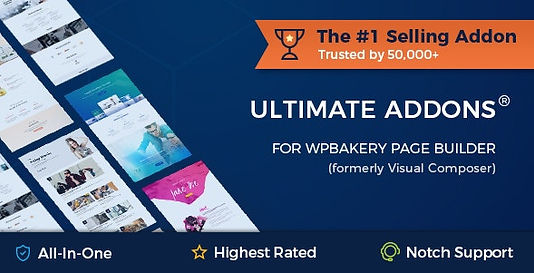 The #1 Selling Addon
Trusted by 50,000+
ULTIMATE ADDONS®
FOR WPBAKERY PAGE BUILDER
(formerly Visual Composer)
All-In-One
Highest Rated
Notch Support